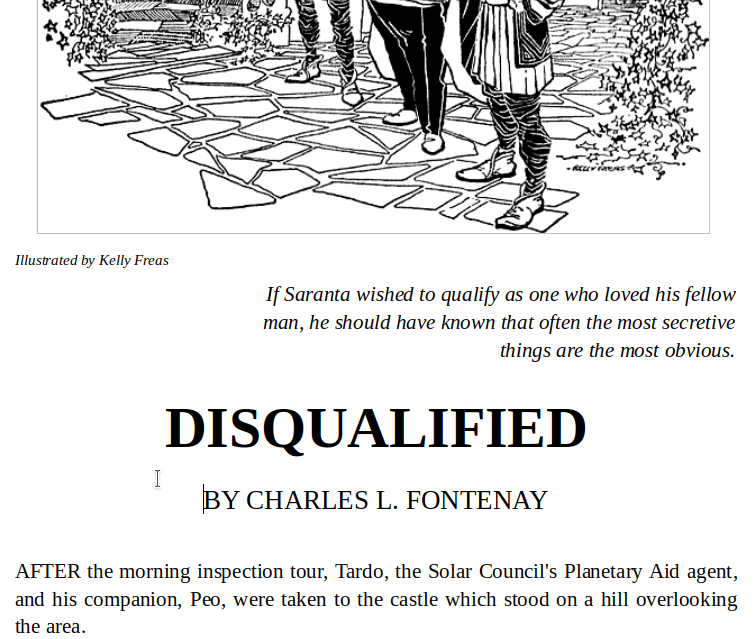 -KELLY FREAS-
Illustrated by Kelly Freas
If Saranta wished to qualify as one who loved his fellow
man, he should have known that often the most secretive
things are the most obvious.
DISQUALIFIED
BY CHARLES L. FONTENAY
AFTER the morning inspection tour, Tardo, the Solar Council's Planetary Aid agent,
and his companion, Peo, were taken to the castle which stood on a hill overlooking
the area.